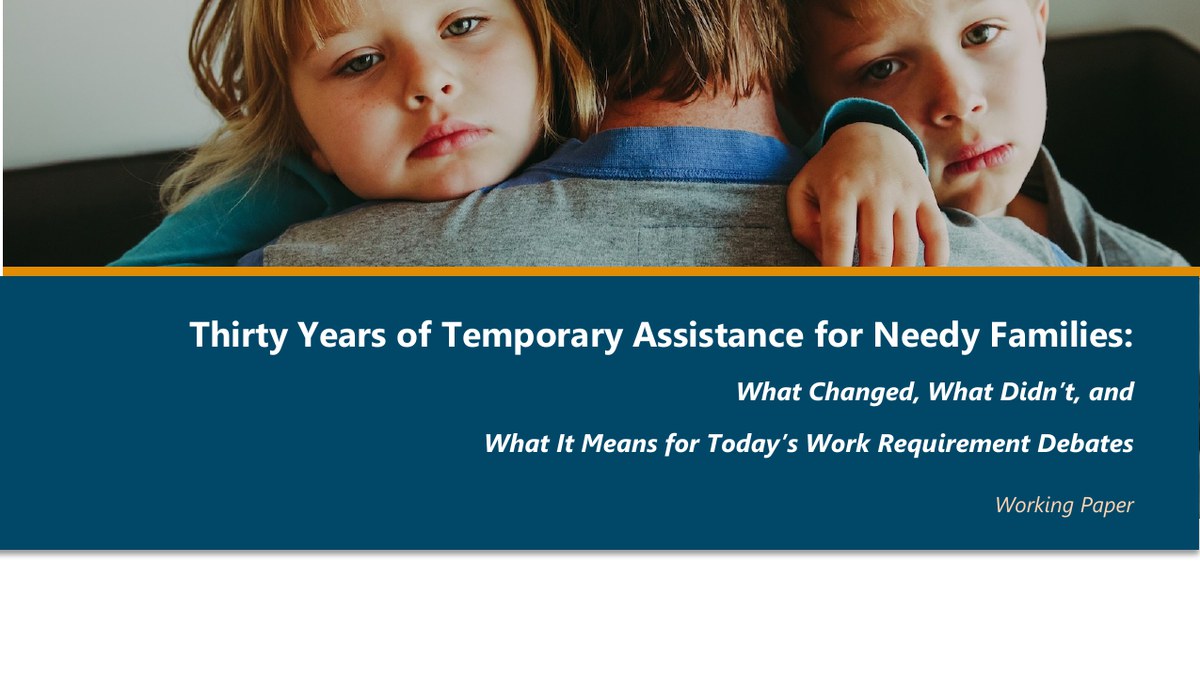 Thirty Years of Temporary Assistance for Needy Families:
What Changed, What Didn’t, and
What It Means for Today’s Work Requirement Debates
Working Paper